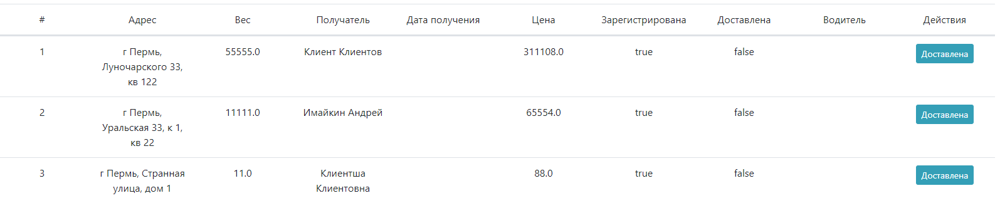 # Адрес Вес Получатель Дата получения Цена Зарегистрирована Доставлена Водитель Действия
1 г Пермь, 55555.0 Клиент Клиентов 311108.0 true false Доставлена
Луночарского 33,
кв 122
2 г Пермь, 11111.0 Имайкин Андрей 65554.0 true false Доставлена
Уральская 33, к 1,
кв 22
3 г Пермь, Странная 11.0 Клиентша 88.0 true false Доставлена
улица, дом 1 Клиентовна